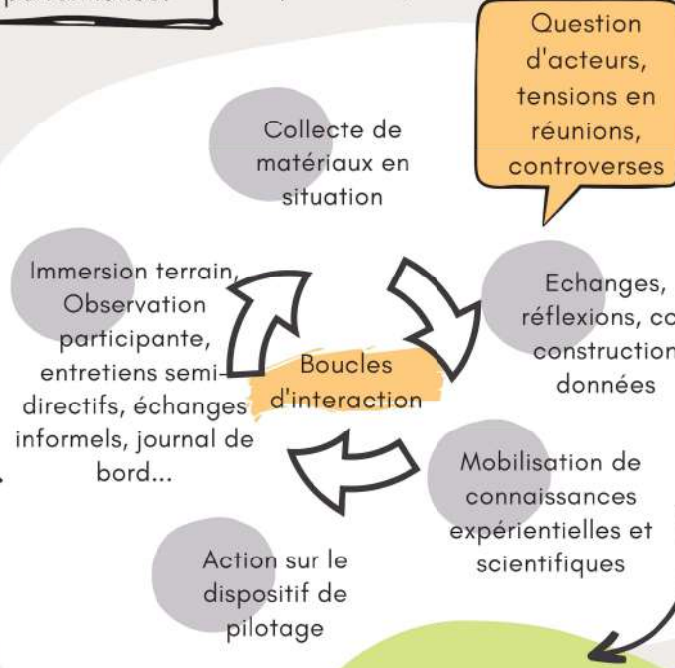 Question
d'acteurs,
tensions en
réunions,
controverses
Collecte de
matériaux en
situation
Immersion terrain,
Observation
participante,
entretiens semi-
directifs, échanges
informels, journal de
bord...
Boucles
d'interaction
Echanges,
réflexions, co
construction
données
Mobilisation de
connaissances
expérientielles et
scientifiques
Action sur le
dispositif de
pilotage